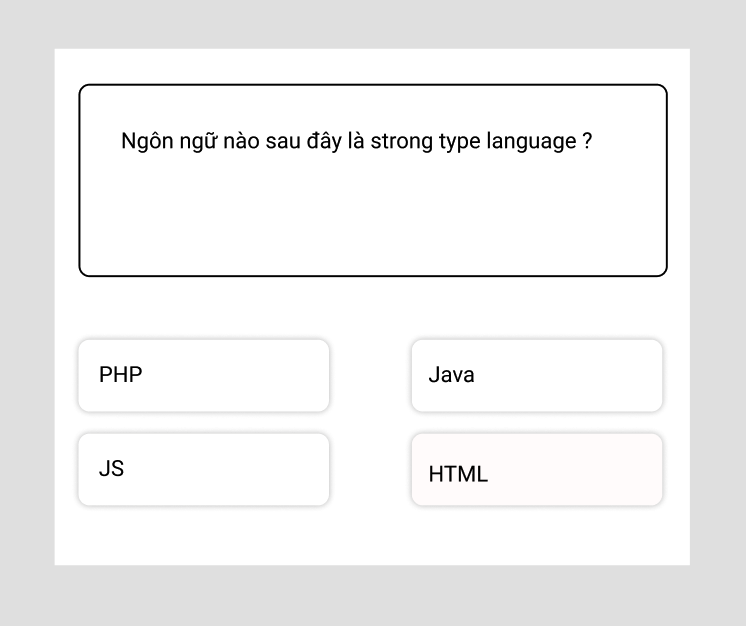 Ngôn ngữ nào sau đây là strong type language ?
PHP
Java
JS
HTML